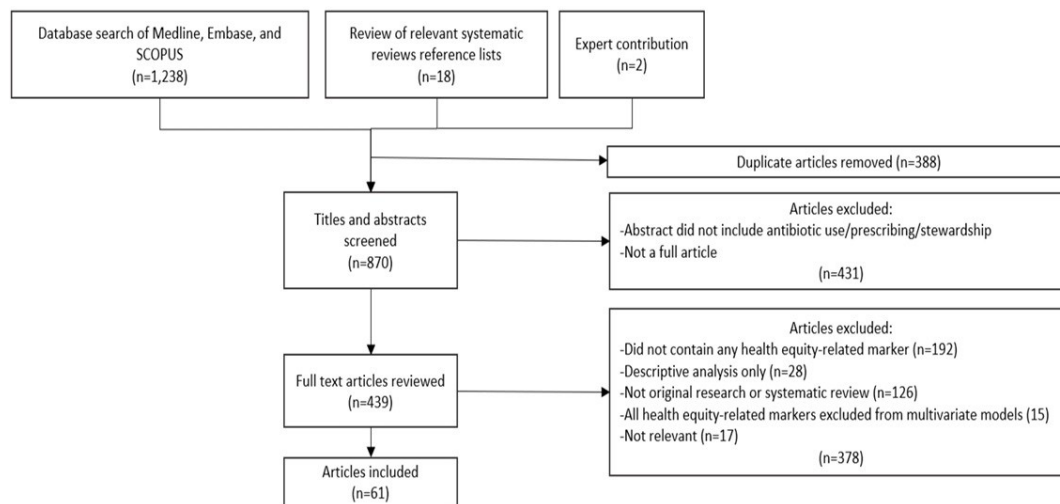 Database search of Medline, Embase, and
SCOPUS
(n=1,238)
Review of relevant systematic
reviews reference lists
(n=18)
Expert contribution
(n=2)
Duplicate articles removed (n=388)
Titles and abstracts
screened
(n=870)
Articles excluded:
-Abstract did not include antibiotic use/prescribing/stewardship
-Not a full article
(n=431)
Full text articles reviewed
(n=439)
Articles excluded:
-Did not contain any health equity-related marker (n=192)
-Descriptive analysis only (n=28)
-Not original research or systematic review (n=126)
-All health equity-related markers excluded from multivariate models (15)
-Not relevant (n=17)
(n=378)
Articles included
(n=61)